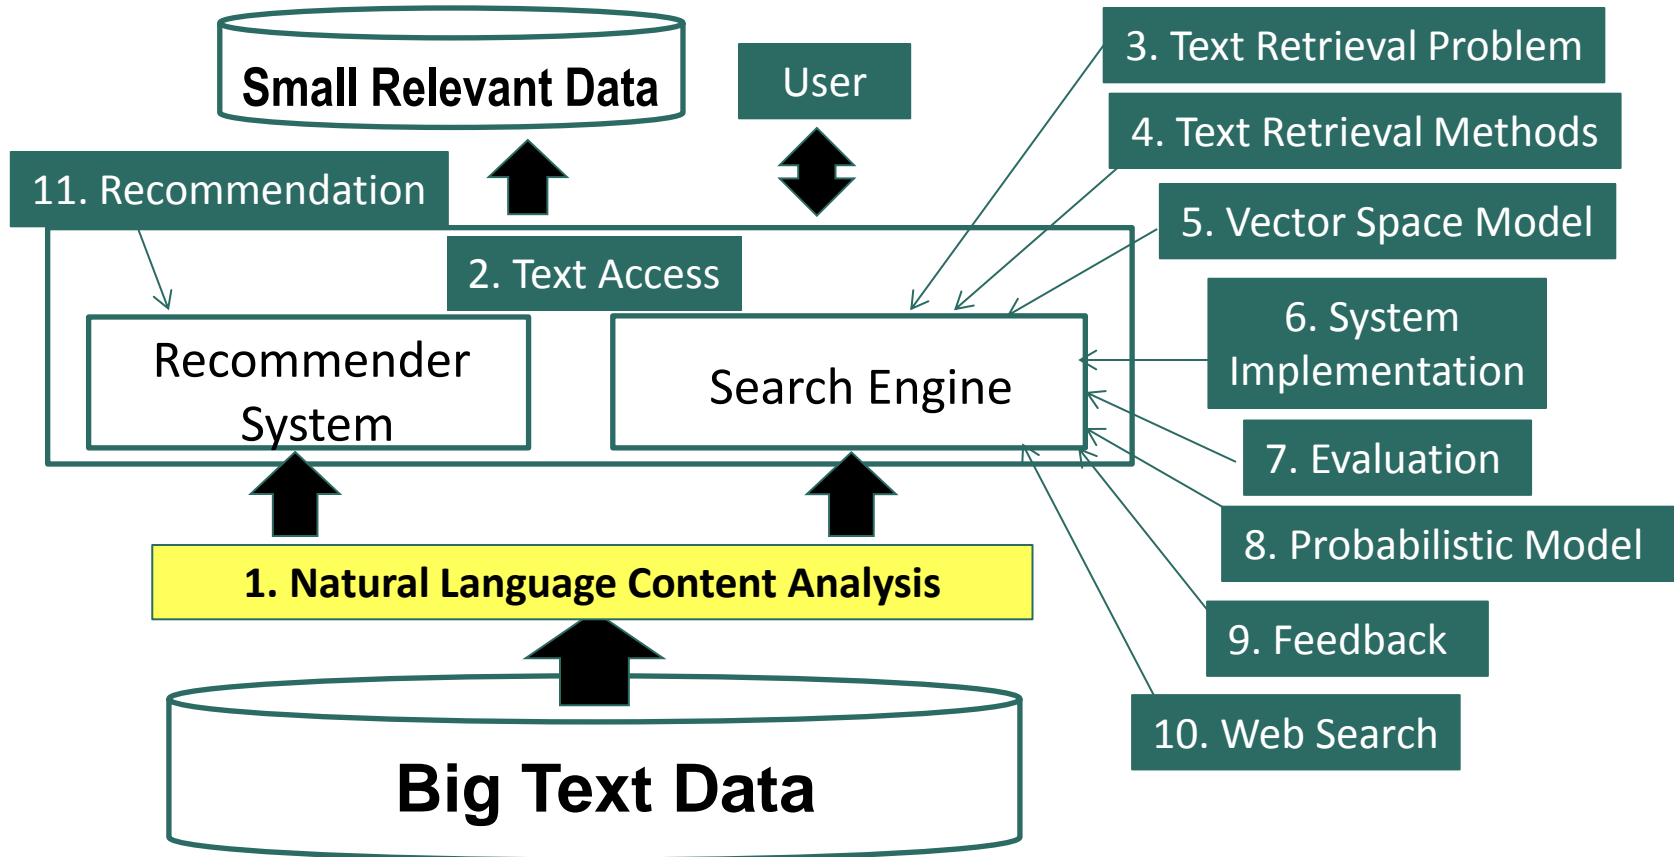 Small Relevant Data
User
3. Text Retrieval Problem
4. Text Retrieval Methods
11. Recommendation
5. Vector Space Model
2. Text Access
6. System
Implementation
Recommender
System
Search Engine
7. Evaluation
8. Probabilistic Model
1. Natural Language Content Analysis
9. Feedback
10. Web Search
Big Text Data